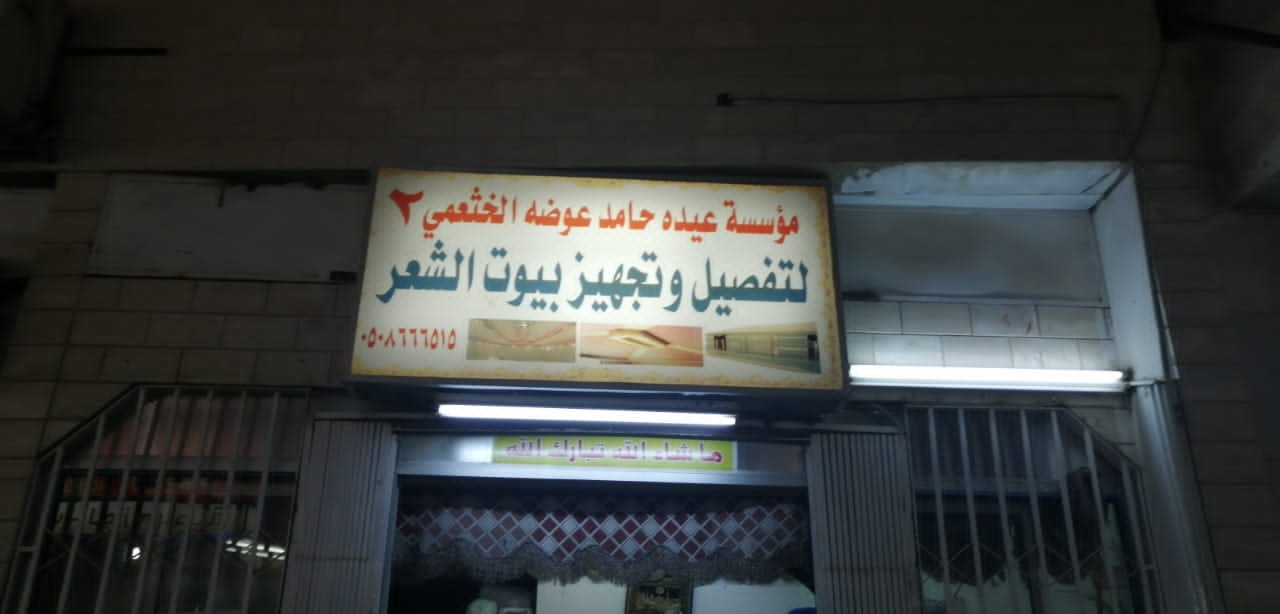 مؤسسة عيده حامد عوضه الخثعمي ٢
لتفصيل وتجهيز بيوت الشعر
٠٥٠٨٦٦٦٥١٥
ما شاء الله تبارك الله